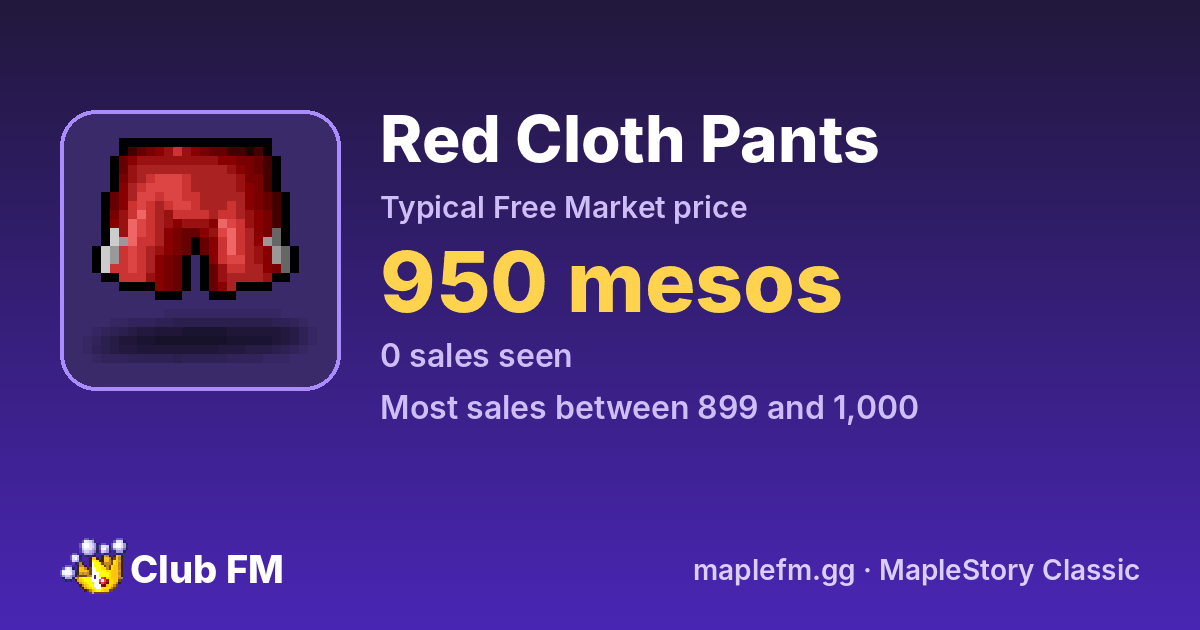 Red Cloth Pants
Typical Free Market price
950 mesos
0 sales seen
Most sales between 899 and 1,000
Club FM
maplefm.gg · MapleStory Classic